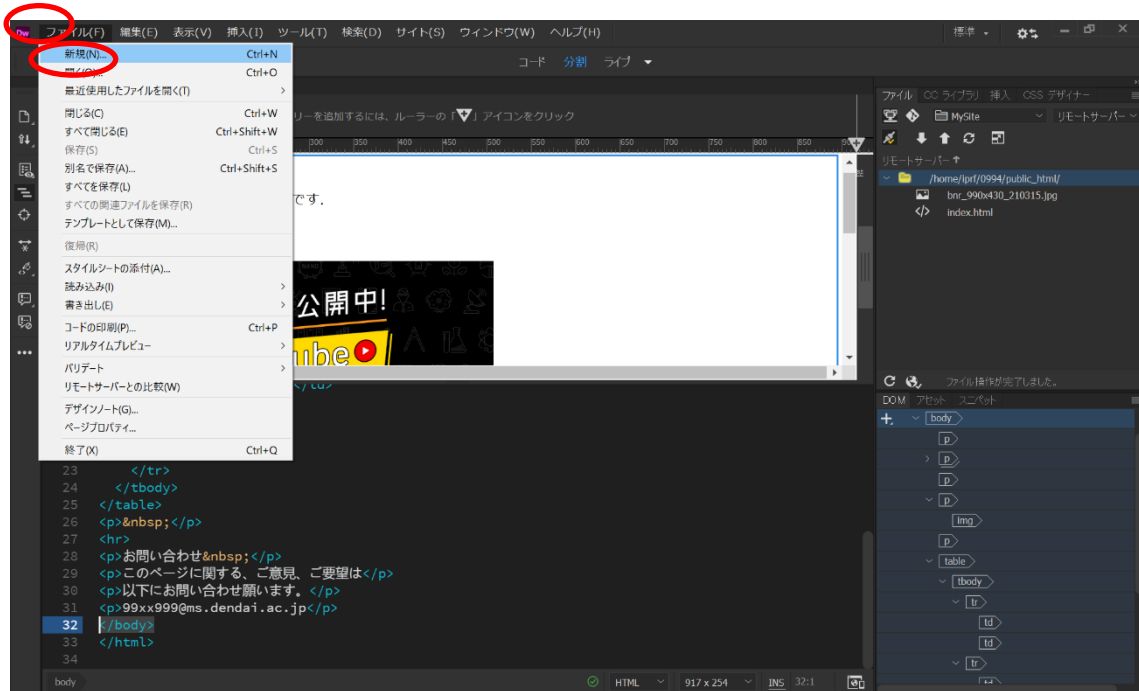 Dw ファイル(F) 編集(E) 表示(V) 挿入(I) ツール(T) 検索(D) サイト(S) ウィンドウ(W) ヘルプ(H) 標準
新規(N)... Ctrl+N
開く(O)... Ctrl+O
最近使用したファイルを開く(T)
閉じる(C) Ctrl+W
すべて閉じる(E) Ctrl+Shift+W
保存(S) Ctrl+S
別名で保存(A)... Ctrl+Shift+S
すべてを保存(L)
すべての関連ファイルを保存(R)
テンプレートとして保存(M)...
復帰(R)
スタイルシートの添付(A)...
読み込み(I)
書き出し(E)
コードの印刷(P)... Ctrl+P
リアルタイムプレビュー
バリデート
リモートサーバーとの比較(W)
デザインノート(G)...
ページプロパティ...
終了(X) Ctrl+Q
コード 分割 ライブ
リーを追加するには、ルーラーの「 」アイコンをクリック
300 350 400 450 500 550 600 650 700 750 800 850
です.
公開中!
ube
</td>
23 </tr>
24 </tbody>
25 </table>
26 <p>&nbsp;</p>
27 <hr>
28 <p>お問い合わせ&nbsp;</p>
29 <p>このページに関する、ご意見、ご要望は</p>
30 <p>以下にお問い合わせ願います。</p>
31 <p>99xx999@ms.dendai.ac.jp</p>
32 </body>
33 </html>
34
body HTML 917 x 254 INS 32:1
ファイル CC ライブラリ 挿入 CSS デザイナー
MySite リモートサーバー
リモートサーバー
/home/iprf/0994/public_html/
bnr_990x430_210315.jpg
index.html
ファイル操作が完了しました。
DOM アセット スニペット
body
p
p
p
p
img
p
table
tbody
tr
td
td
tr
td